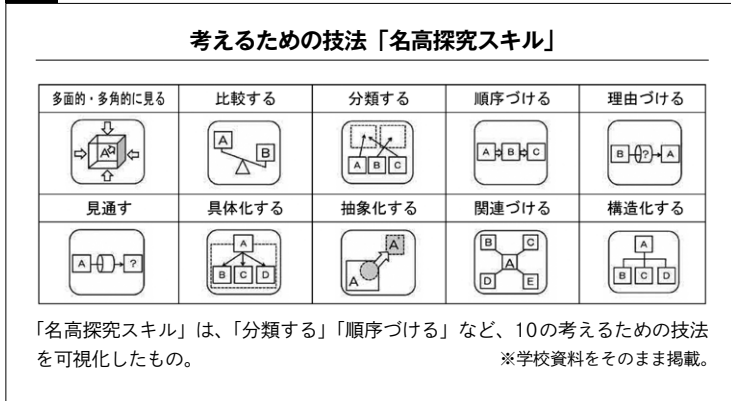 考えるための技法「名高探究スキル」
多面的・多角的に見る 比較する 分類する 順序づける 理由づける
A
A B
A B C
A B C
B ? A
見通す 具体化する 抽象化する 関連づける 構造化する
A ?
A
B C D
A
A
B C
A
D E
A
B C D
「名高探究スキル」は、「分類する」「順序づける」など、10の考えるための技法
を可視化したもの。
※学校資料をそのまま掲載。